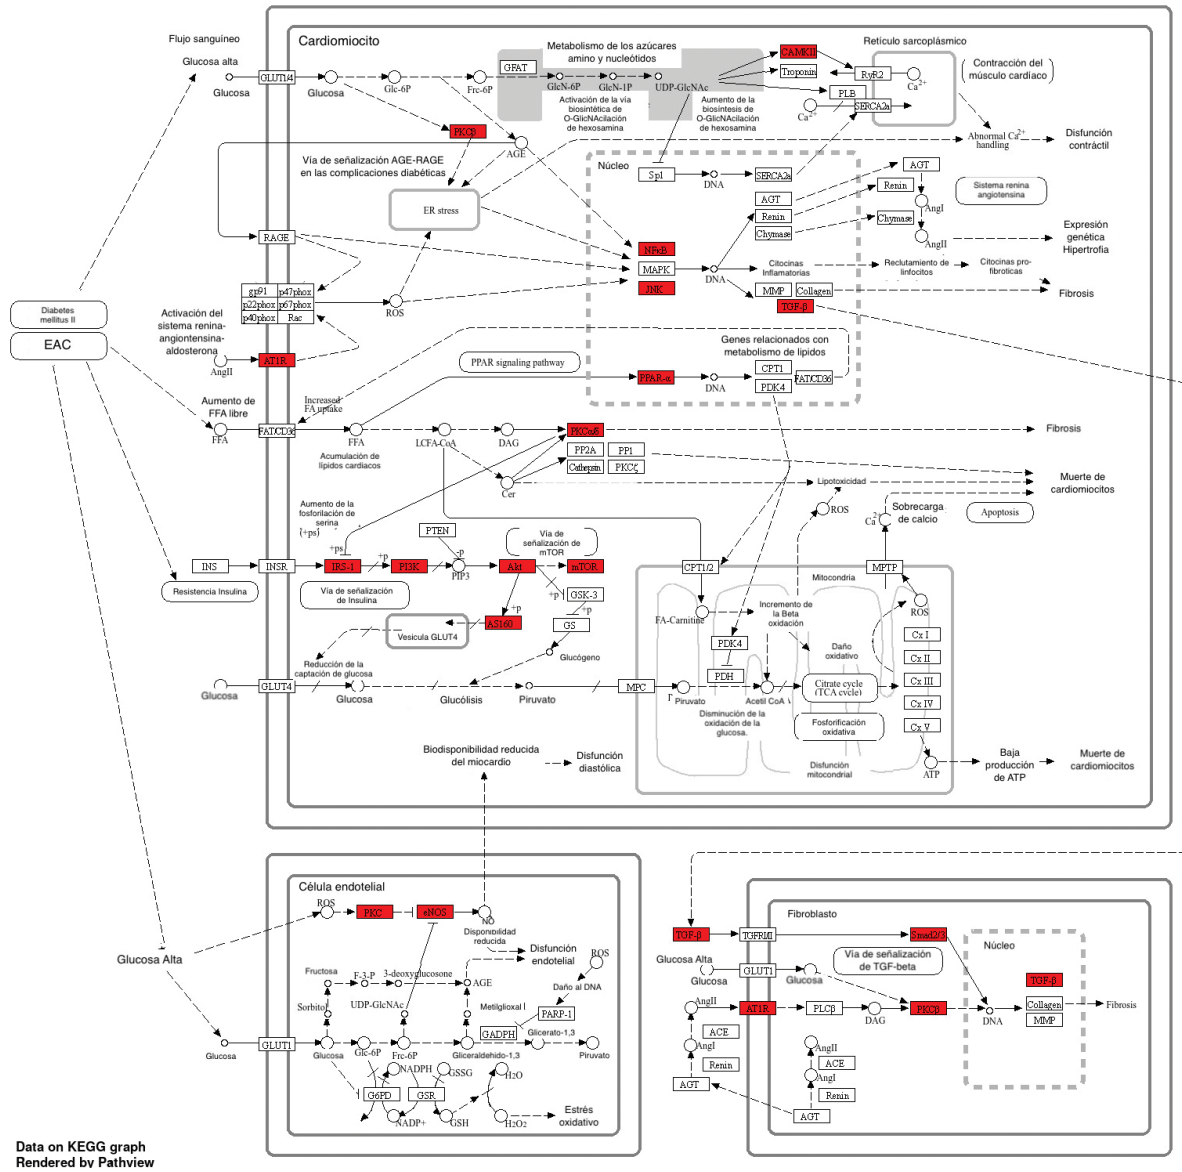 Flujo sanguíneo
Cardiomiocito
Glucosa alta
Glucosa
GLUT1/4
Glucosa
Glc-6P
Frc-6P
GFAT
Metabolismo de los azúcares
amino y nucleótidos
GlcN-6P
GlcN-1P
UDP-GlcNAc
Activación de la vía
biosintética de
O-GlicNAcilación
de hexosamina
Aumento de la
biosíntesis de
O-GlicNAcilación
de hexosamina
CAMKII
Troponin
PLB
Retículo sarcoplásmico
RyR2
Ca2+
SERCA2a
Ca2+
Contracción del
músculo cardíaco
Abnormal Ca2+
handling
Disfunción
contráctil
PKCβ
AGE
Vía de señalización AGE-RAGE
en las complicaciones diabéticas
ER stress
RAGE
gp91
p47phox
p22phox
p67phox
p40phox
Rac
ROS
Núcleo
Sp1
DNA
SERCA2a
AGT
Renin
Chymase
NFκB
MAPK
JNK
DNA
Citocinas
Inflamatorias
MMP
Collagen
TGF-β
AGT
Renin
AngI
Chymase
AngII
Sistema renina
angiotensina
Reclutamiento de
linfocitos
Citocinas pro-
fibroticas
Expresión
genética
Hipertrofia
Fibrosis
Diabetes
mellitus II
EAC
Activación del
sistema renina-
angiontensina-
aldosterona
AngII
AT1R
PPAR signaling pathway
PPAR-α
DNA
Genes relacionados con
metabolismo de lípidos
CPT1
PDK4
FAT/CD36
Aumento de
FFA libre
FFA
FAT/CD36
Increased
FA uptake
FFA
Acumulación de
lípidos cardiacos
LCFA-CoA
DAG
Cer
PKCαδ
PP2A
PP1
Cathepsin
PKCζ
Fibrosis
Lipotoxicidad
ROS
Muerte de
cardiomiocitos
Apoptosis
Sobrecarga
de calcio
Ca2+
Aumento de la
fosforilación de
serina
(+ps)
INS
INSR
+ps
IRS-1
+p
PI3K
PTEN
-p
PIP3
Akt
Vía de
señalización de
mTOR
mTOR
+p
GSK-3
+p
GS
Glucógeno
+p
AS160
Vía de señalización
de Insulina
Resistencia Insulina
Vesicula GLUT4
Reducción de la
captación de glucosa
Glucosa
GLUT4
Glucosa
Glucólisis
Piruvato
MPC
Piruvato
CPT1/2
FA-Carnitine
Mitocondria
MPTP
ROS
Incremento de
la Beta
oxidación
PDK4
PDH
Acetil CoA
Daño
oxidativo
Citrate cycle
(TCA cycle)
Fosforificación
oxidativa
Disminución de la
oxidación de la
glucosa.
Disfunción
mitocondrial
Cx I
Cx II
Cx III
Cx IV
Cx V
ATP
Baja
producción
de ATP
Muerte de
cardiomiocitos
Biodisponibilidad reducida
del miocardio
Disfunción
diastólica
Célula endotelial
ROS
PKC
eNOS
NO
Disponibilidad
reducida
Disfunción
endotelial
Glucosa Alta
Fructosa
F-3-P
3-deoxyglucosone
AGE
Sorbitol
UDP-GlcNAc
Metilglioxal
ROS
Daño al DNA
PARP-1
GADPH
Glicerato-1,3
Glucosa
GLUT1
Glucosa
Glc-6P
Frc-6P
Gliceraldehido-1,3
Piruvato
NADPH
GSSG
H2O
G6PD
GSR
NADP+
GSH
H2O2
Estrés
oxidativo
Fibroblasto
TGF-β
TGFRI/II
Smad2/3
Vía de señalización
de TGF-beta
Núcleo
Glucosa Alta
Glucosa
GLUT1
Glucosa
AngII
AT1R
PLCβ
DAG
PKCβ
DNA
TGF-β
Collagen
MMP
Fibrosis
ACE
AngI
Renin
AGT
AngII
ACE
AngI
Renin
AGT
Data on KEGG graph
Rendered by Pathview